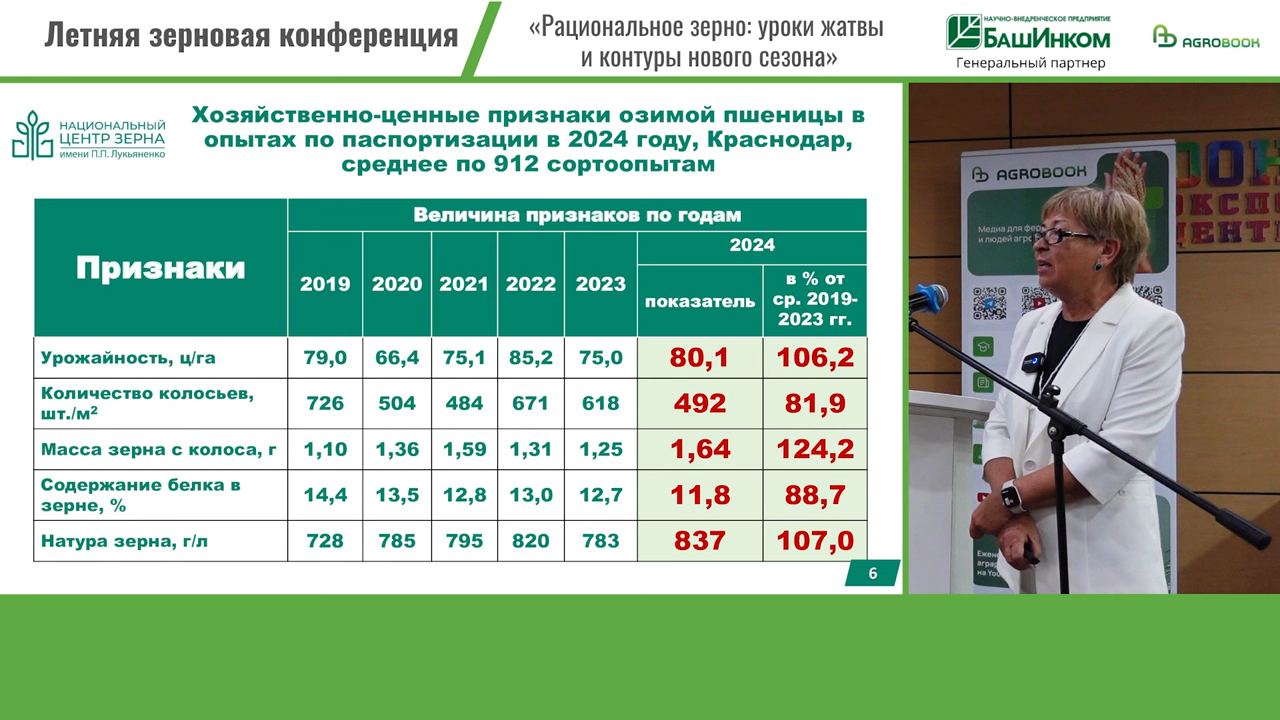 Летняя зерновая конференция
«Рациональное зерно: уроки жатвы
и контуры нового сезона»
НАУЧНО-ВНЕДРЕНЧЕСКОЕ ПРЕДПРИЯТИЕ
БашИнком
Генеральный партнер
AGROBOOK
НАЦИОНАЛЬНЫЙ
ЦЕНТР ЗЕРНА
имени П.П. Лукьяненко
Хозяйственно-ценные признаки озимой пшеницы в
опытах по паспортизации в 2024 году, Краснодар,
среднее по 912 сортоопытам
Признаки
Величина признаков по годам
2019 2020 2021 2022 2023 2024
показатель
в % от
ср. 2019-
2023 гг.
Урожайность, ц/га 79,0 66,4 75,1 85,2 75,0 80,1 106,2
Количество колосьев,
шт./м² 726 504 484 671 618 492 81,9
Масса зерна с колоса, г 1,10 1,36 1,59 1,31 1,25 1,64 124,2
Содержание белка в
зерне, % 14,4 13,5 12,8 13,0 12,7 11,8 88,7
Натура зерна, г/л 728 785 795 820 783 837 107,0
6
AGROBOOK
Медиа для
и людей
на